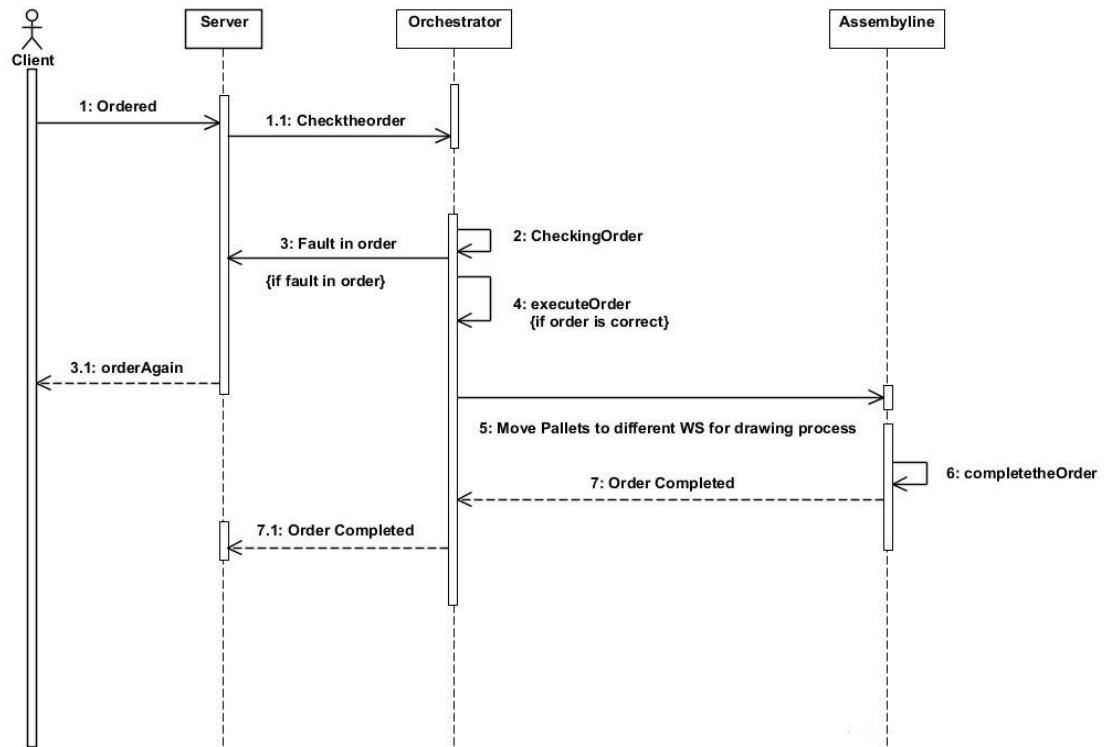 Client
Server
Orchestrator
Assembyline
1: Ordered
1.1: Checktheorder
2: CheckingOrder
3: Fault in order
{if fault in order}
4: executeOrder
{if order is correct}
3.1: orderAgain
5: Move Pallets to different WS for drawing process
6: completetheOrder
7: Order Completed
7.1: Order Completed